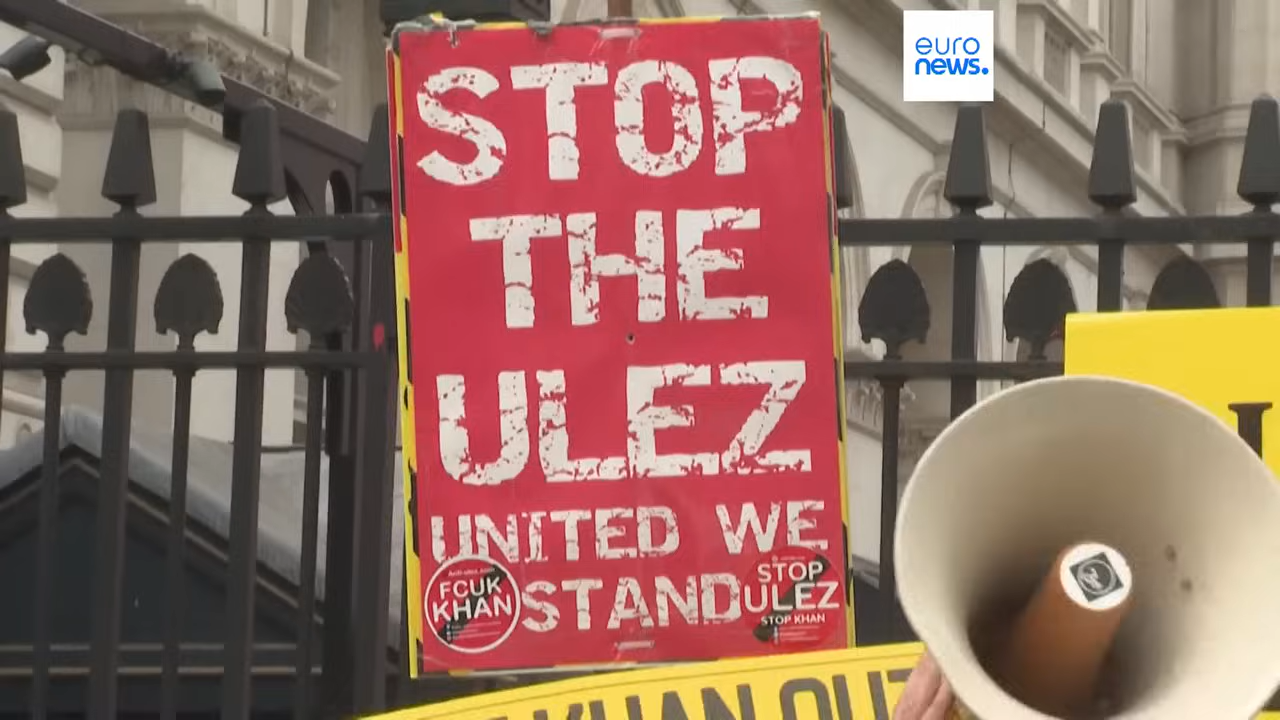 euro
news.
STOP
THE
ULEZ
UNITED WE
STAND
FCUK
KHAN
STOP
ULEZ
STOP KHAN
KHAN OUT